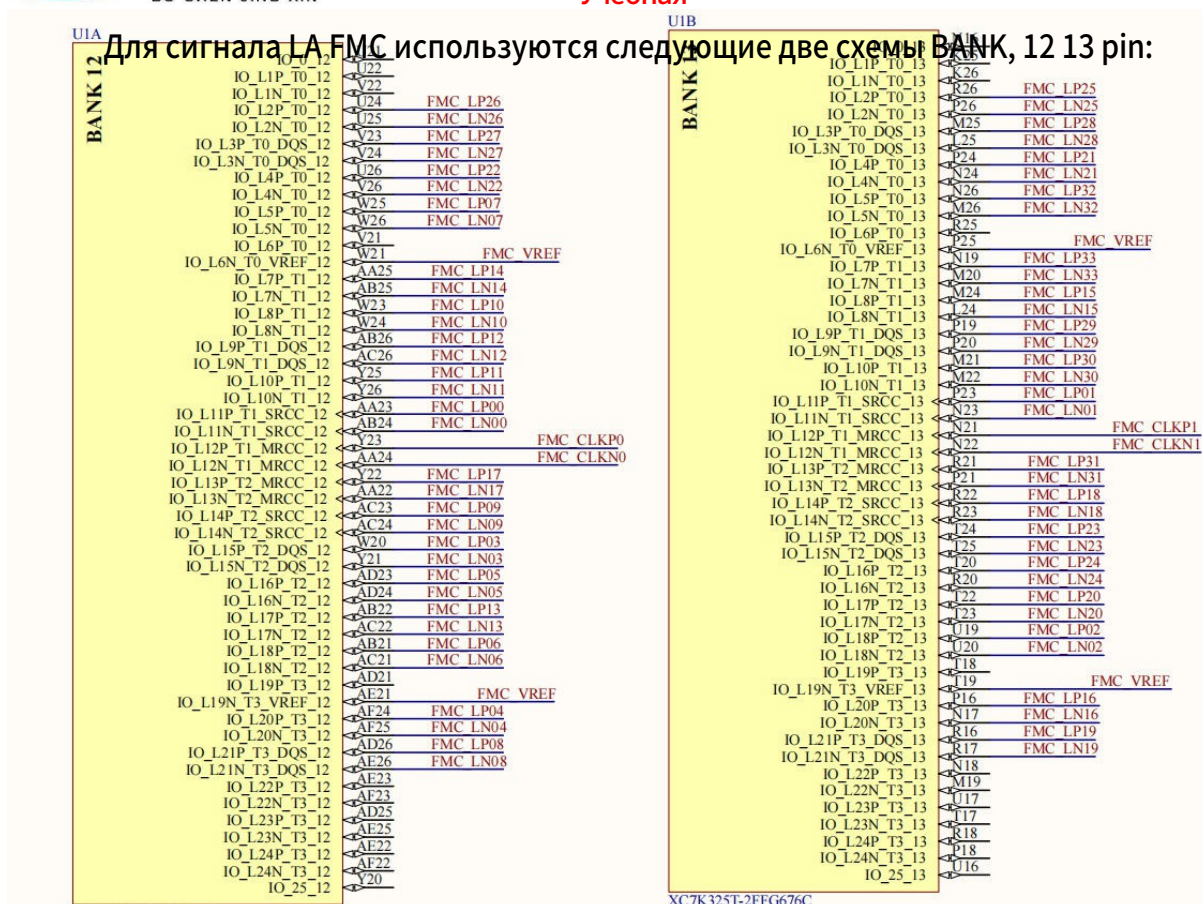 Учебная
U1A
U1B
Для сигнала LA FMC используются следующие две схемы BANK, 12 13 pin:
BANK 12
IO_0_12
IO_L1P_T0_12 U22
IO_L1N_T0_12 V22
IO_L2P_T0_12 U24 FMC_LP26
IO_L2N_T0_12 U25 FMC_LN26
IO_L3P_T0_DQS_12 V23 FMC_LP27
IO_L3N_T0_DQS_12 V24 FMC_LN27
IO_L4P_T0_12 U26 FMC_LP22
IO_L4N_T0_12 V26 FMC_LN22
IO_L5P_T0_12 W25 FMC_LP07
IO_L5N_T0_12 W26 FMC_LN07
IO_L6P_T0_12 V21
IO_L6N_T0_VREF_12 W21 FMC_VREF
IO_L7P_T1_12 AA25 FMC_LP14
IO_L7N_T1_12 AB25 FMC_LN14
IO_L8P_T1_12 W23 FMC_LP10
IO_L8N_T1_12 W24 FMC_LN10
IO_L9P_T1_DQS_12 AB26 FMC_LP12
IO_L9N_T1_DQS_12 AC26 FMC_LN12
IO_L10P_T1_12 Y25 FMC_LP11
IO_L10N_T1_12 Y26 FMC_LN11
IO_L11P_T1_SRCC_12 AA23 FMC_LP00
IO_L11N_T1_SRCC_12 AB24 FMC_LN00
IO_L12P_T1_MRCC_12 Y23 FMC_CLKP0
IO_L12N_T1_MRCC_12 AA24 FMC_CLKN0
IO_L13P_T2_MRCC_12 Y22 FMC_LP17
IO_L13N_T2_MRCC_12 AA22 FMC_LN17
IO_L14P_T2_SRCC_12 AC23 FMC_LP09
IO_L14N_T2_SRCC_12 AC24 FMC_LN09
IO_L15P_T2_DQS_12 W20 FMC_LP03
IO_L15N_T2_DQS_12 Y21 FMC_LN03
IO_L16P_T2_12 AD23 FMC_LP05
IO_L16N_T2_12 AD24 FMC_LN05
IO_L17P_T2_12 AB22 FMC_LP13
IO_L17N_T2_12 AC22 FMC_LN13
IO_L18P_T2_12 AB21 FMC_LP06
IO_L18N_T2_12 AC21 FMC_LN06
IO_L19P_T3_12 AD21
IO_L19N_T3_VREF_12 AE21 FMC_VREF
IO_L20P_T3_12 AF24 FMC_LP04
IO_L20N_T3_12 AF25 FMC_LN04
IO_L21P_T3_DQS_12 AD26 FMC_LP08
IO_L21N_T3_DQS_12 AE26 FMC_LN08
IO_L22P_T3_12 AE23
IO_L22N_T3_12 AF23
IO_L23P_T3_12 AD25
IO_L23N_T3_12 AE25
IO_L24P_T3_12 AE22
IO_L24N_T3_12 AF22
IO_25_12 Y20
BANK
IO_L1P_T0_13
IO_L1N_T0_13 K26
IO_L2P_T0_13 R26 FMC_LP25
IO_L2N_T0_13 P26 FMC_LN25
IO_L3P_T0_DQS_13 M25 FMC_LP28
IO_L3N_T0_DQS_13 L25 FMC_LN28
IO_L4P_T0_13 P24 FMC_LP21
IO_L4N_T0_13 N24 FMC_LN21
IO_L5P_T0_13 N26 FMC_LP32
IO_L5N_T0_13 M26 FMC_LN32
IO_L6P_T0_13 R25
IO_L6N_T0_VREF_13 P25 FMC_VREF
IO_L7P_T1_13 N19 FMC_LP33
IO_L7N_T1_13 M20 FMC_LN33
IO_L8P_T1_13 M24 FMC_LP15
IO_L8N_T1_13 L24 FMC_LN15
IO_L9P_T1_DQS_13 P19 FMC_LP29
IO_L9N_T1_DQS_13 P20 FMC_LN29
IO_L10P_T1_13 M21 FMC_LP30
IO_L10N_T1_13 M22 FMC_LN30
IO_L11P_T1_SRCC_13 P23 FMC_LP01
IO_L11N_T1_SRCC_13 N23 FMC_LN01
IO_L12P_T1_MRCC_13 N21 FMC_CLKP1
IO_L12N_T1_MRCC_13 N22 FMC_CLKN1
IO_L13P_T2_MRCC_13 R21 FMC_LP31
IO_L13N_T2_MRCC_13 P21 FMC_LN31
IO_L14P_T2_SRCC_13 R22 FMC_LP18
IO_L14N_T2_SRCC_13 R23 FMC_LN18
IO_L15P_T2_DQS_13 T24 FMC_LP23
IO_L15N_T2_DQS_13 T25 FMC_LN23
IO_L16P_T2_13 T20 FMC_LP24
IO_L16N_T2_13 R20 FMC_LN24
IO_L17P_T2_13 T22 FMC_LP20
IO_L17N_T2_13 T23 FMC_LN20
IO_L18P_T2_13 U19 FMC_LP02
IO_L18N_T2_13 U20 FMC_LN02
IO_L19P_T3_13 T18
IO_L19N_T3_VREF_13 T19 FMC_VREF
IO_L20P_T3_13 P16 FMC_LP16
IO_L20N_T3_13 N17 FMC_LN16
IO_L21P_T3_DQS_13 R16 FMC_LP19
IO_L21N_T3_DQS_13 R17 FMC_LN19
IO_L22P_T3_13 N18
IO_L22N_T3_13 M19
IO_L23P_T3_13 U17
IO_L23N_T3_13 T17
IO_L24P_T3_13 R18
IO_L24N_T3_13 P18
IO_25_13 U16
XC7K325T-2FFG676C